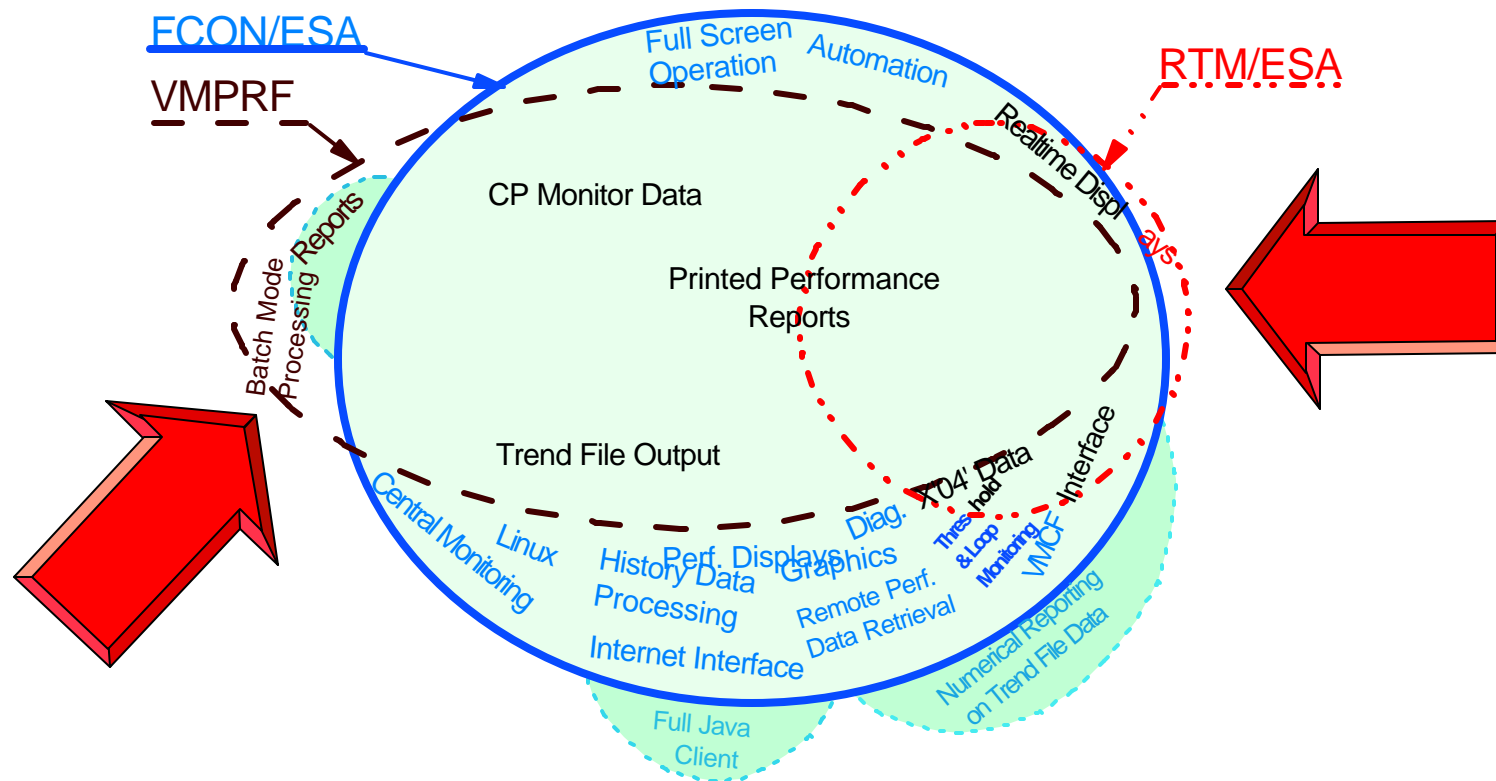 FCON/ESA
VMPRF
Full Screen
Operation
Automation
RTM/ESA
Realtime Displ
ays
CP Monitor Data
Reports
Batch Mode
Processing
Printed Performance
Reports
Trend File Output
X'04' Data
Interface
Central Monitoring
Linux
History Data
Processing
Perf. Displays
Diag.
Graphics
Thres
hold
& Loop
Monitoring
VMCF
Remote Perf.
Data Retrieval
Internet Interface
Numerical Reporting
on Trend File Data
Full Java
Client